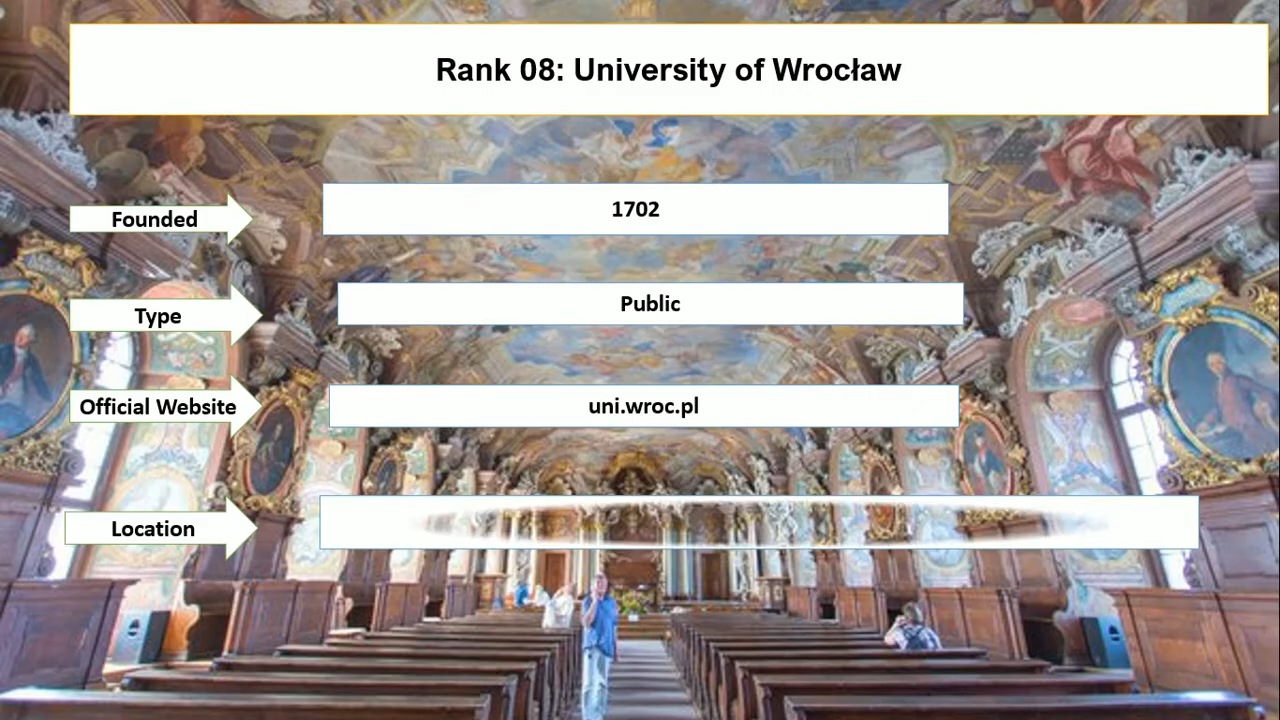 Rank 08: University of Wrocław
Founded
1702
Type
Public
Official Website
uni.wroc.pl
Location